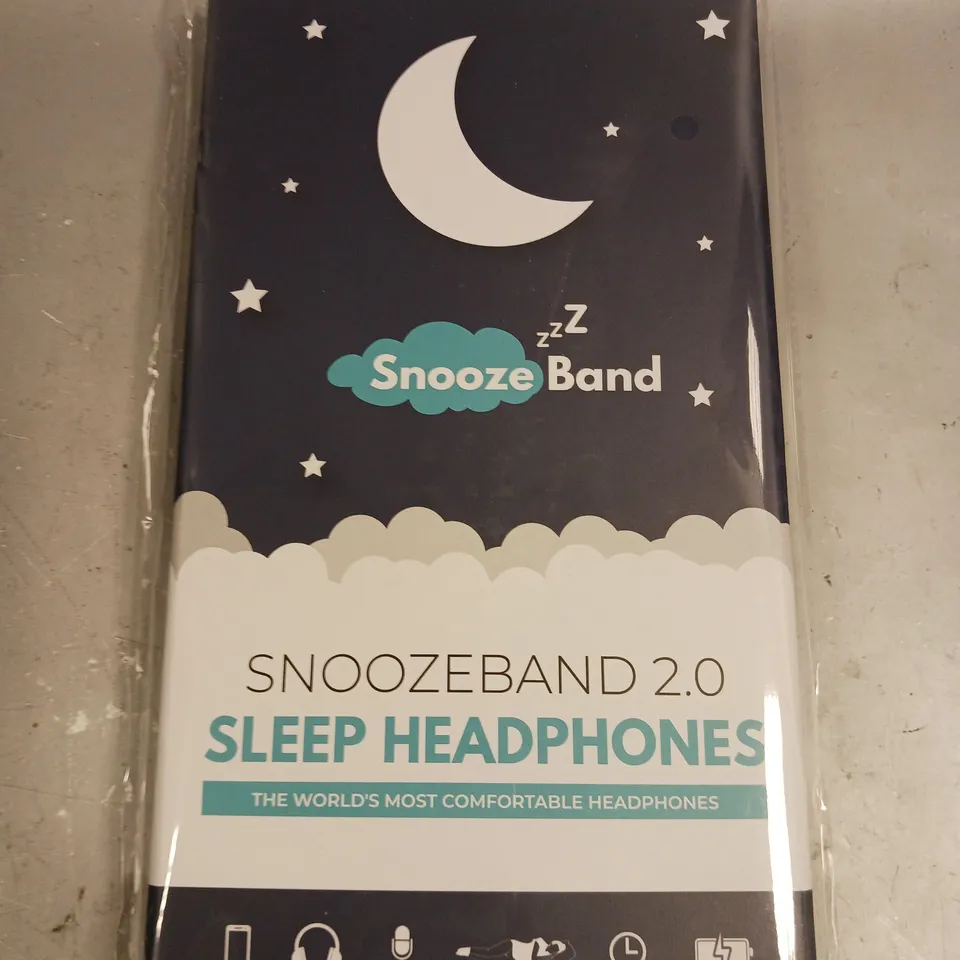 zzZ
Snooze Band
SNOOZEBAND 2.0
SLEEP HEADPHONES
THE WORLD'S MOST COMFORTABLE HEADPHONES